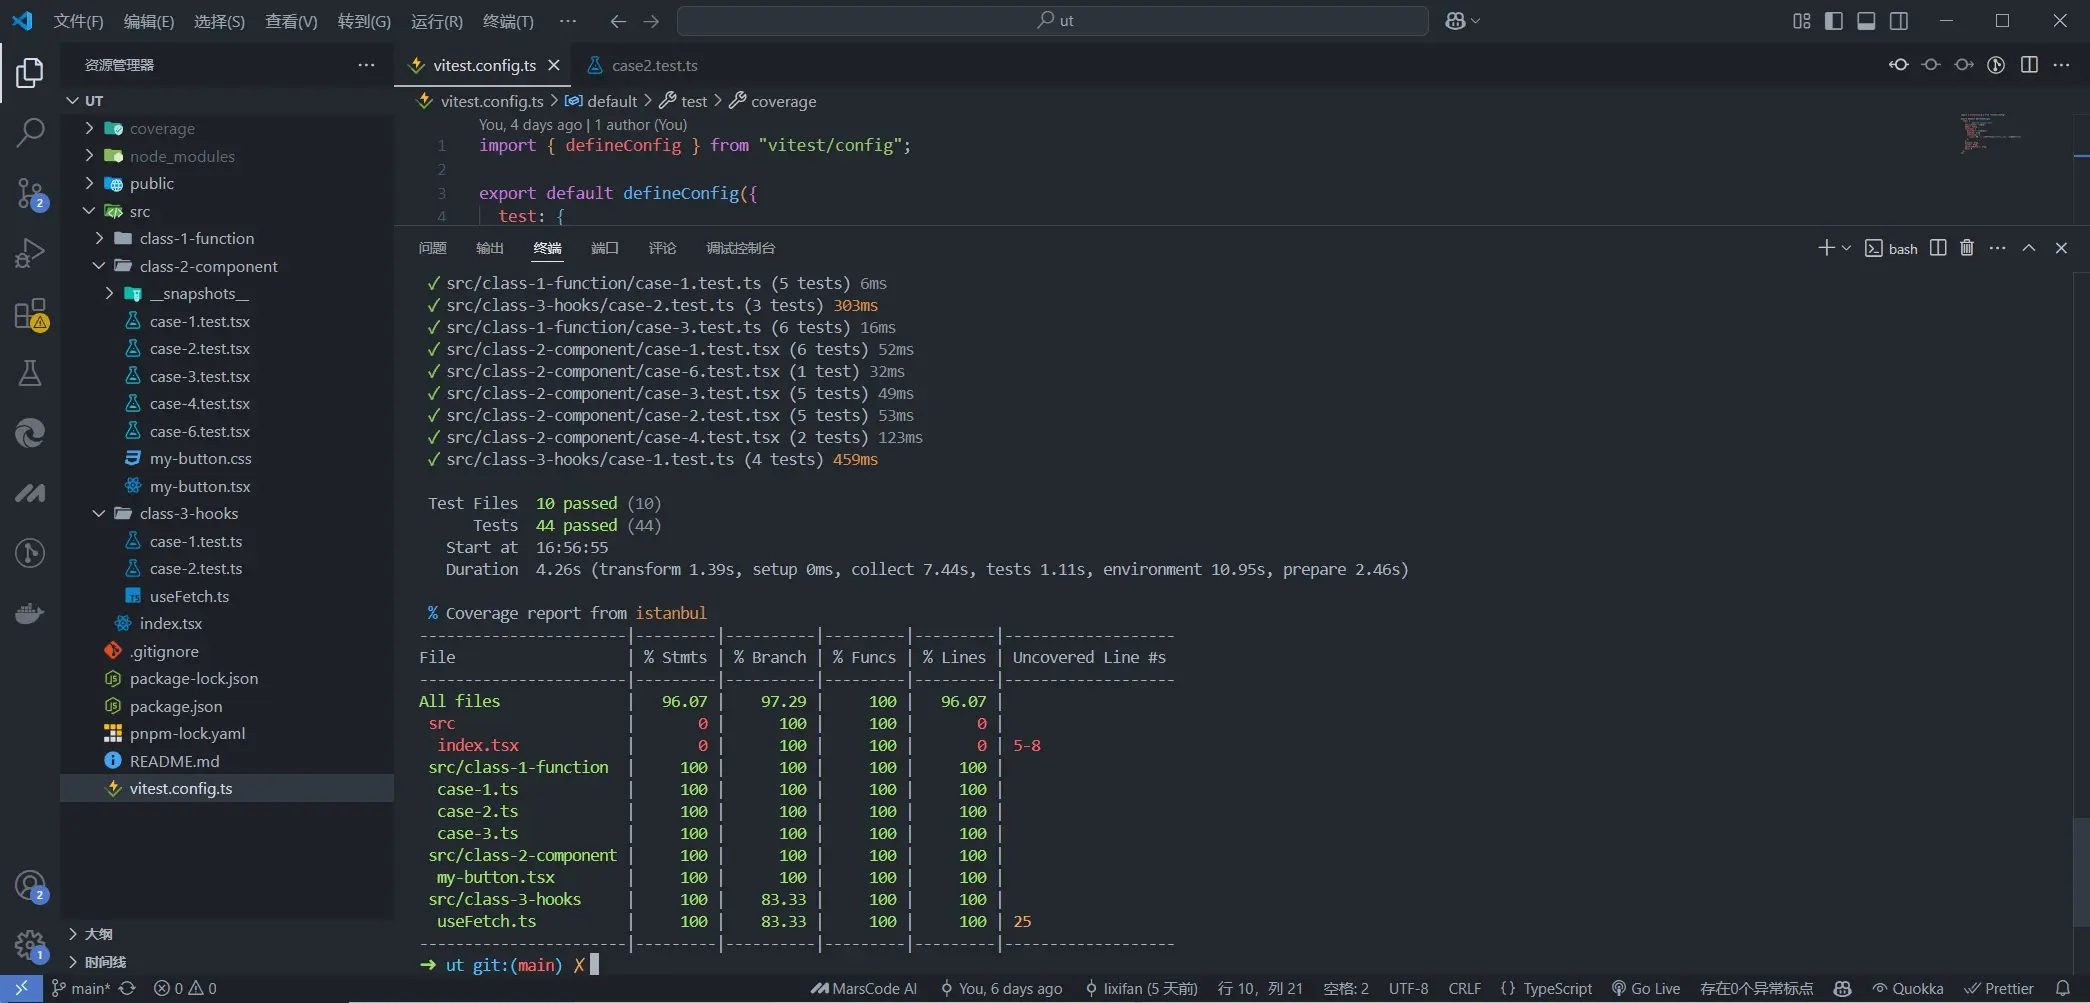 文件(F) 编辑(E) 选择(S) 查看(V) 转到(G) 运行(R) 终端(T) ··· ut
资源管理器 ···
UT
coverage
node_modules
public
src
class-1-function
class-2-component
__snapshots__
case-1.test.tsx
case-2.test.tsx
case-3.test.tsx
case-4.test.tsx
case-6.test.tsx
my-button.css
my-button.tsx
class-3-hooks
case-1.test.ts
case-2.test.ts
useFetch.ts
index.tsx
.gitignore
package-lock.json
package.json
pnpm-lock.yaml
README.md
vitest.config.ts
大纲
时间线
2
2
1
vitest.config.ts case2.test.ts
vitest.config.ts > default > test > coverage
You, 4 days ago | 1 author (You)
1 import { defineConfig } from "vitest/config";
2
3 export default defineConfig({
4 test: {
问题 输出 终端 端口 评论 调试控制台 bash
✓ src/class-1-function/case-1.test.ts (5 tests) 6ms
✓ src/class-3-hooks/case-2.test.ts (3 tests) 303ms
✓ src/class-1-function/case-3.test.ts (6 tests) 16ms
✓ src/class-2-component/case-1.test.tsx (6 tests) 52ms
✓ src/class-2-component/case-6.test.tsx (1 test) 32ms
✓ src/class-2-component/case-3.test.tsx (5 tests) 49ms
✓ src/class-2-component/case-2.test.tsx (5 tests) 53ms
✓ src/class-2-component/case-4.test.tsx (2 tests) 123ms
✓ src/class-3-hooks/case-1.test.ts (4 tests) 459ms
Test Files 10 passed (10)
Tests 44 passed (44)
Start at 16:56:55
Duration 4.26s (transform 1.39s, setup 0ms, collect 7.44s, tests 1.11s, environment 10.95s, prepare 2.46s)
% Coverage report from istanbul
-----------------------|---------|----------|---------|---------|-------------------
File | % Stmts | % Branch | % Funcs | % Lines | Uncovered Line #s
-----------------------|---------|----------|---------|---------|-------------------
All files | 96.07 | 97.29 | 100 | 96.07 |
src | 0 | 100 | 100 | 0 |
index.tsx | 0 | 100 | 100 | 0 | 5-8
src/class-1-function | 100 | 100 | 100 | 100 |
case-1.ts | 100 | 100 | 100 | 100 |
case-2.ts | 100 | 100 | 100 | 100 |
case-3.ts | 100 | 100 | 100 | 100 |
src/class-2-component | 100 | 100 | 100 | 100 |
my-button.tsx | 100 | 100 | 100 | 100 |
src/class-3-hooks | 100 | 83.33 | 100 | 100 |
useFetch.ts | 100 | 83.33 | 100 | 100 | 25
-----------------------|---------|----------|---------|---------|-------------------
➜ ut git:(main) ✗
main* 0 0 MarsCode AI You, 6 days ago lixifan (5 天前) 行 10，列 21 空格: 2 UTF-8 CRLF {} TypeScript Go Live 存在0个异常标点 Quokka Prettier